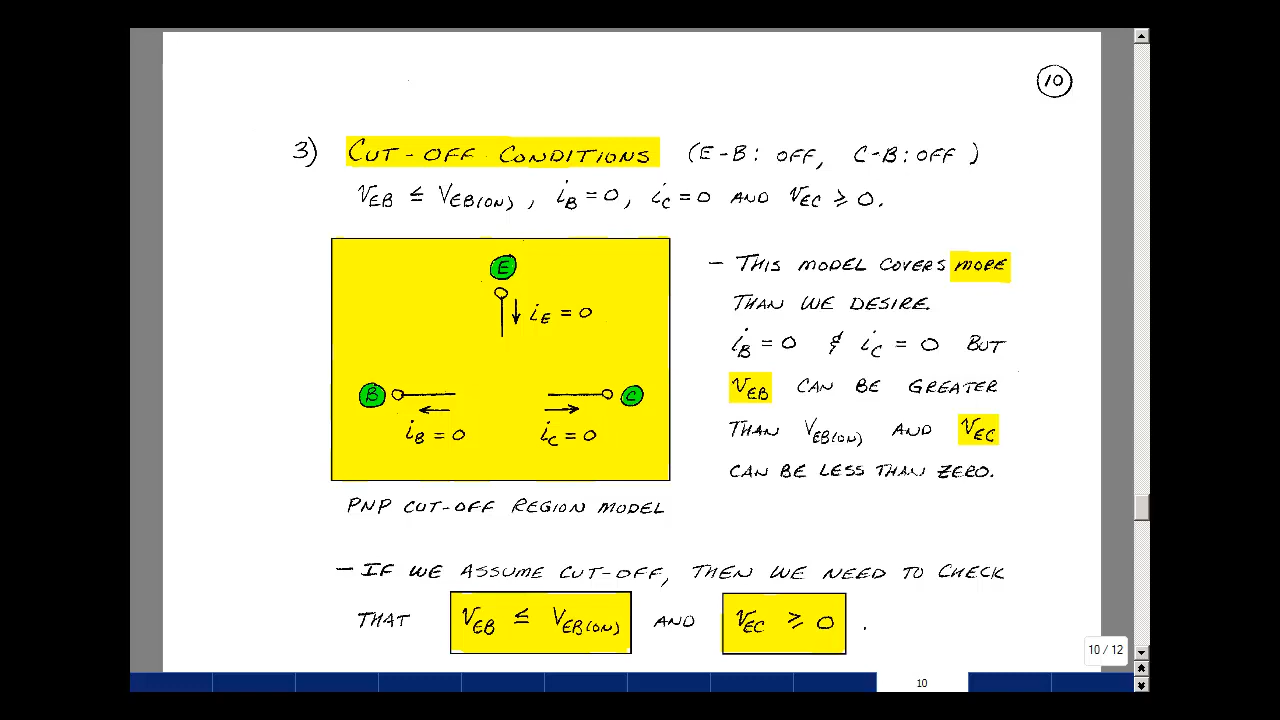 10
3) CUT-OFF CONDITIONS (E-B: OFF, C-B: OFF)
VEB ≤ VEB(ON), iB = 0, iC = 0 AND VEC ≥ 0.
E
iE = 0
B
C
iB = 0
iC = 0
PNP CUT-OFF REGION MODEL
- THIS MODEL COVERS MORE
THAN WE DESIRE.
iB = 0 & iC = 0 BUT
VEB CAN BE GREATER
THAN VEB(ON) AND VEC
CAN BE LESS THAN ZERO.
- IF WE ASSUME CUT-OFF, THEN WE NEED TO CHECK
THAT VEB ≤ VEB(ON) AND VEC ≥ 0.
10 / 12
10